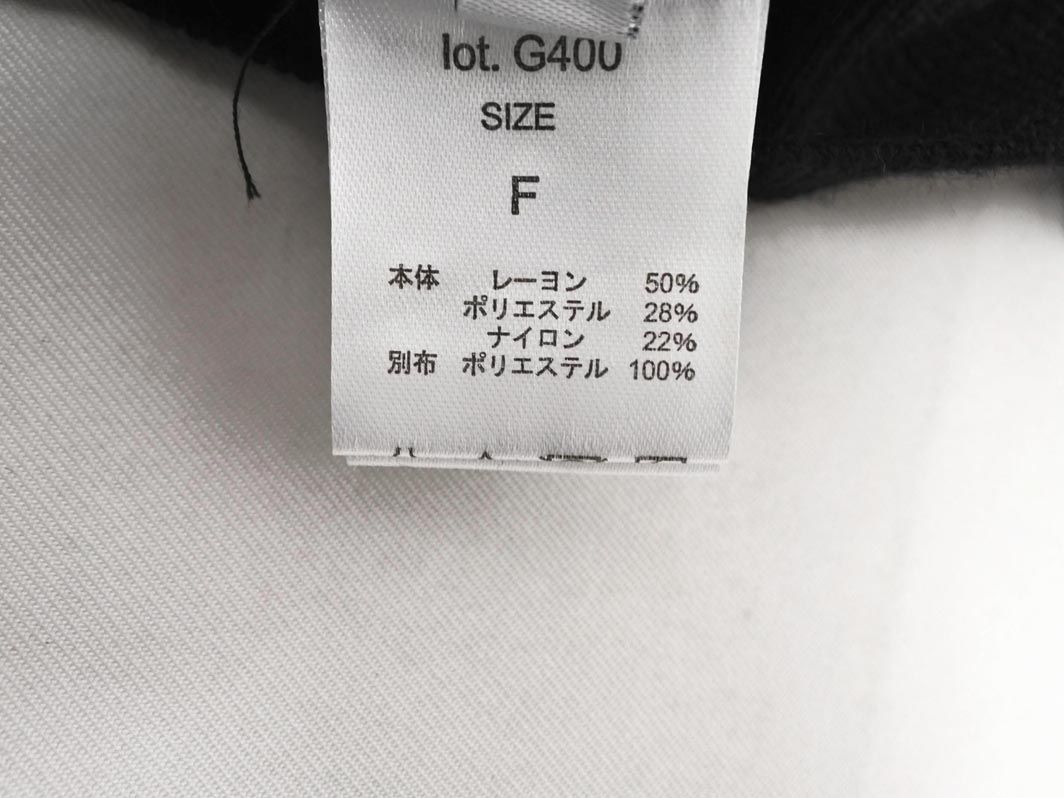 lot. G400
SIZE
F
本体 レーヨン 50%
ポリエステル 28%
ナイロン 22%
別布 ポリエステル 100%